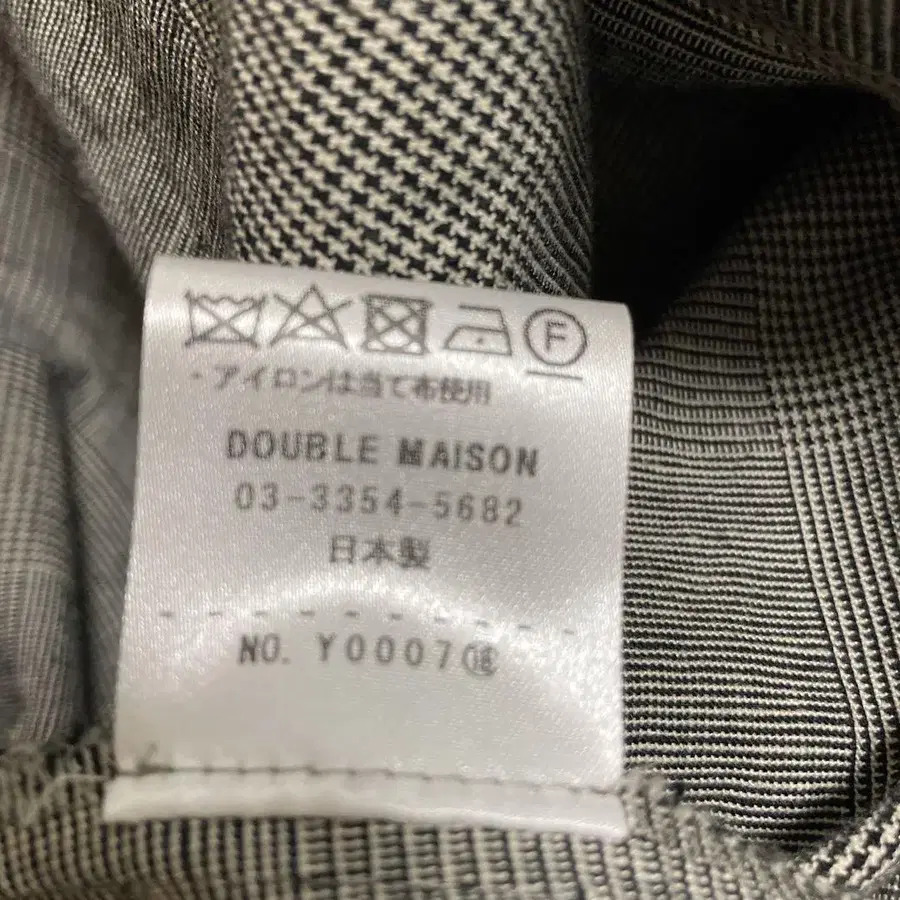 F
・アイロンは当て布使用
DOUBLE MAISON
03-3354-5682
日本製
NO. Y0007⑱